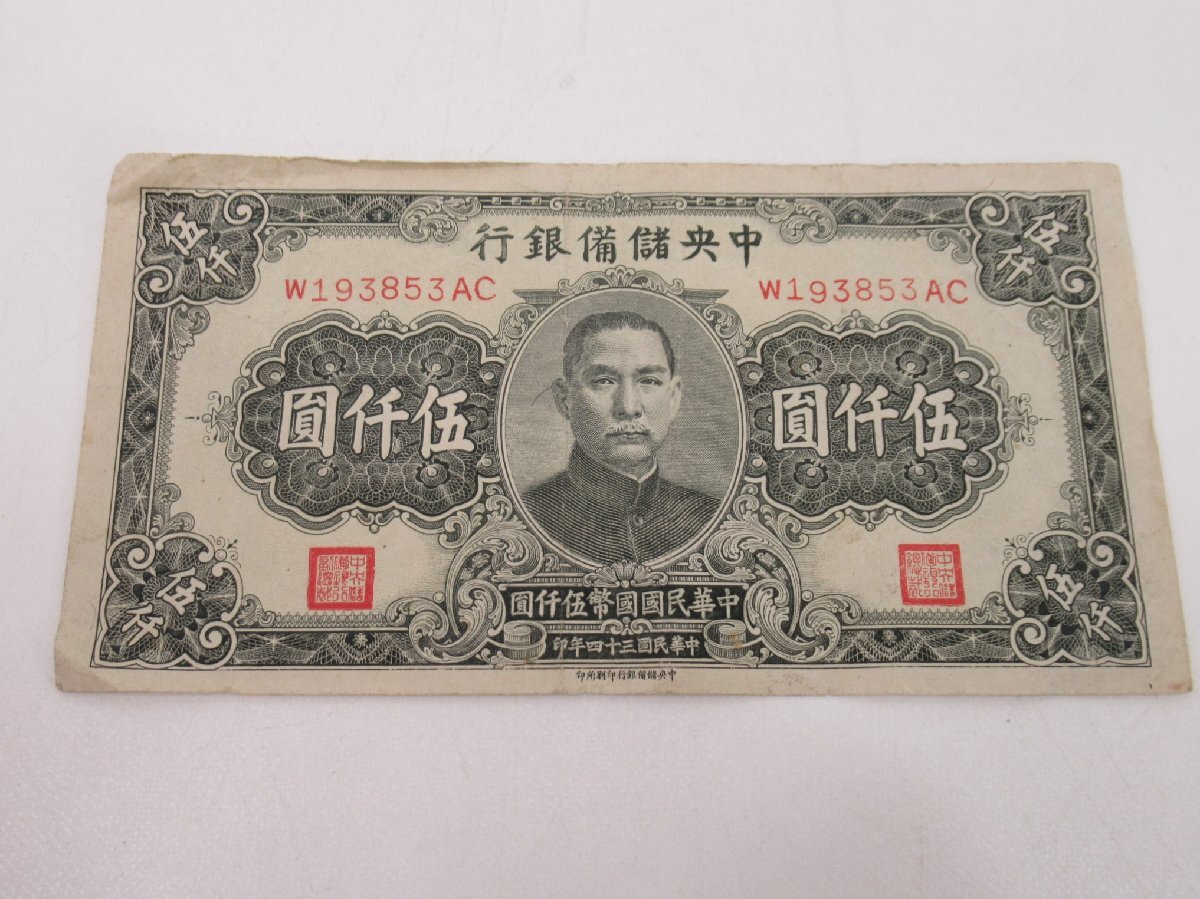 中央儲備銀行
W193853AC
W193853AC
伍仟
伍仟
伍仟圓
伍仟圓
伍仟
伍仟
中華民國國幣伍仟圓
中華民國三十四年印
中央儲備銀行印刷所印